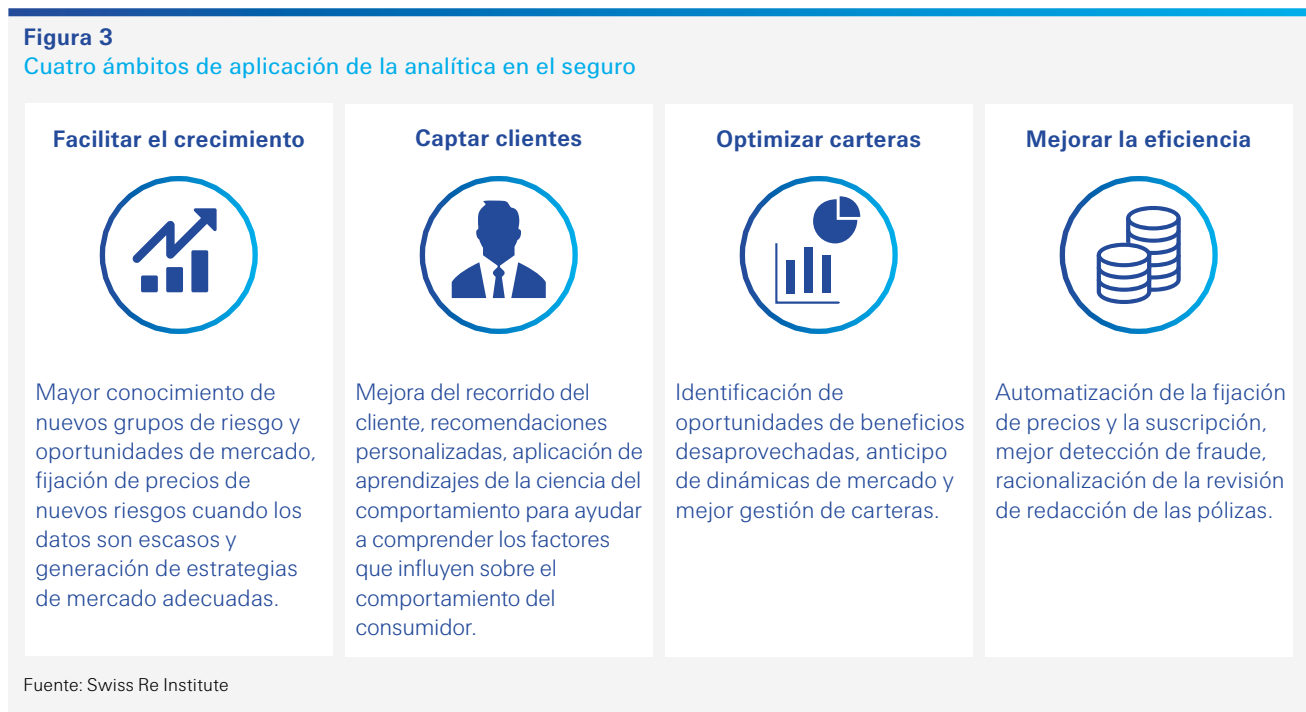 Figura 3
Cuatro ámbitos de aplicación de la analítica en el seguro
Facilitar el crecimiento
Mayor conocimiento de
nuevos grupos de riesgo y
oportunidades de mercado,
fijación de precios de
nuevos riesgos cuando los
datos son escasos y
generación de estrategias
de mercado adecuadas.
Captar clientes
Mejora del recorrido del
cliente, recomendaciones
personalizadas, aplicación de
aprendizajes de la ciencia del
comportamiento para ayudar
a comprender los factores
que influyen sobre el
comportamiento del
consumidor.
Optimizar carteras
Identificación de
oportunidades de beneficios
desaprovechadas, anticipo
de dinámicas de mercado y
mejor gestión de carteras.
Mejorar la eficiencia
Automatización de la fijación
de precios y la suscripción,
mejor detección de fraude,
racionalización de la revisión
de redacción de las pólizas.
Fuente: Swiss Re Institute